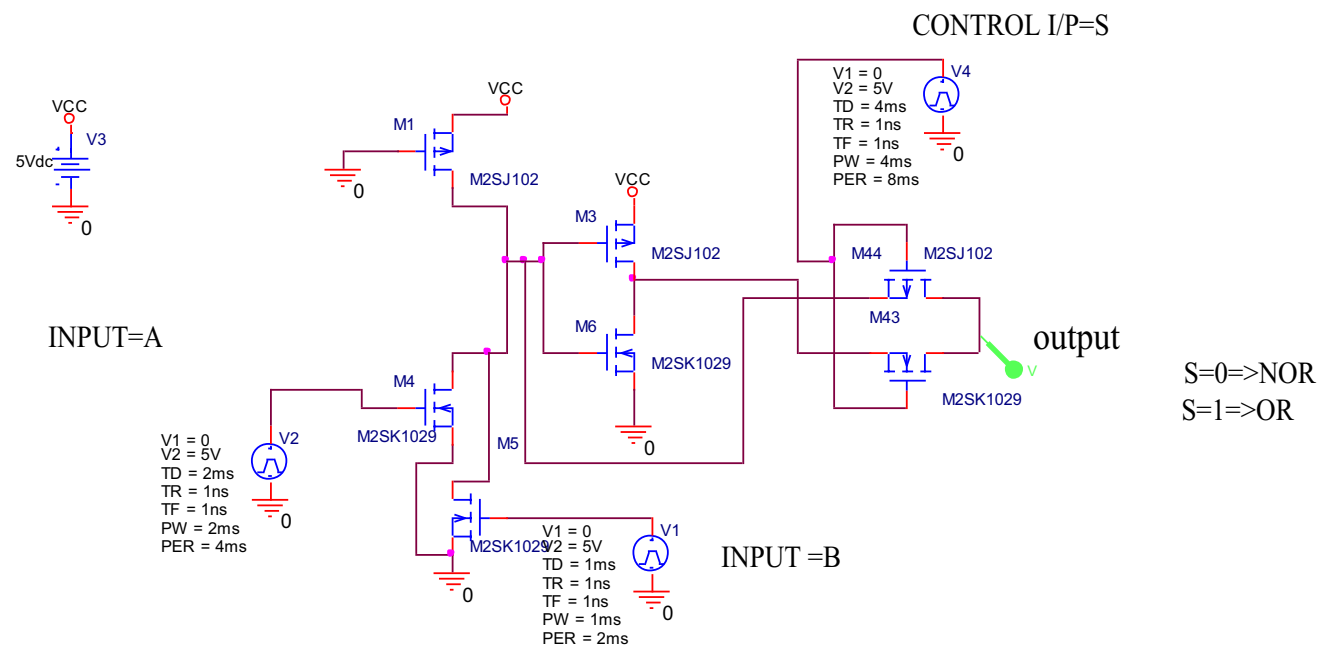 CONTROL I/P=S
V1 = 0
V2 = 5V
TD = 4ms
TR = 1ns
TF = 1ns
PW = 4ms
PER = 8ms
V4
0
VCC
V3
5Vdc
0
VCC
M1
M2SJ102
0
VCC
M3
M2SJ102
M6
M2SK1029
0
M44
M2SJ102
M43
M2SK1029
output
V
S=0=>NOR
S=1=>OR
INPUT=A
M4
M2SK1029
V1 = 0
V2 = 5V
TD = 2ms
TR = 1ns
TF = 1ns
PW = 2ms
PER = 4ms
V2
0
M5
M2SK1029
0
V1 = 0
V2 = 5V
TD = 1ms
TR = 1ns
TF = 1ns
PW = 1ms
PER = 2ms
V1
0
INPUT =B